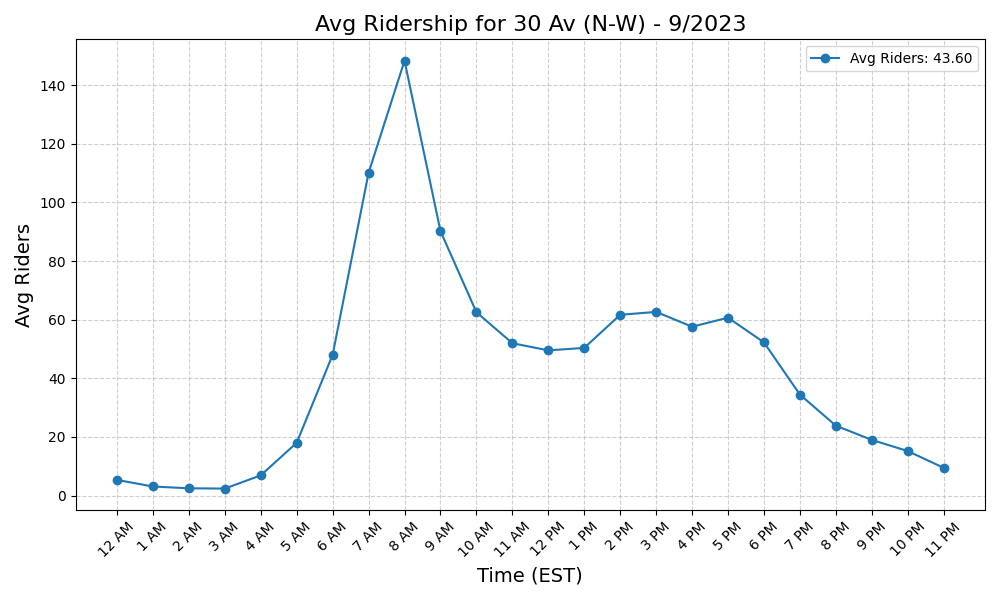 Avg Ridership for 30 Av (N-W) - 9/2023
Avg Riders: 43.60
Avg Riders
140
120
100
80
60
40
20
0
12 AM
1 AM
2 AM
3 AM
4 AM
5 AM
6 AM
7 AM
8 AM
9 AM
10 AM
11 AM
12 PM
1 PM
2 PM
3 PM
4 PM
5 PM
6 PM
7 PM
8 PM
9 PM
10 PM
11 PM
Time (EST)